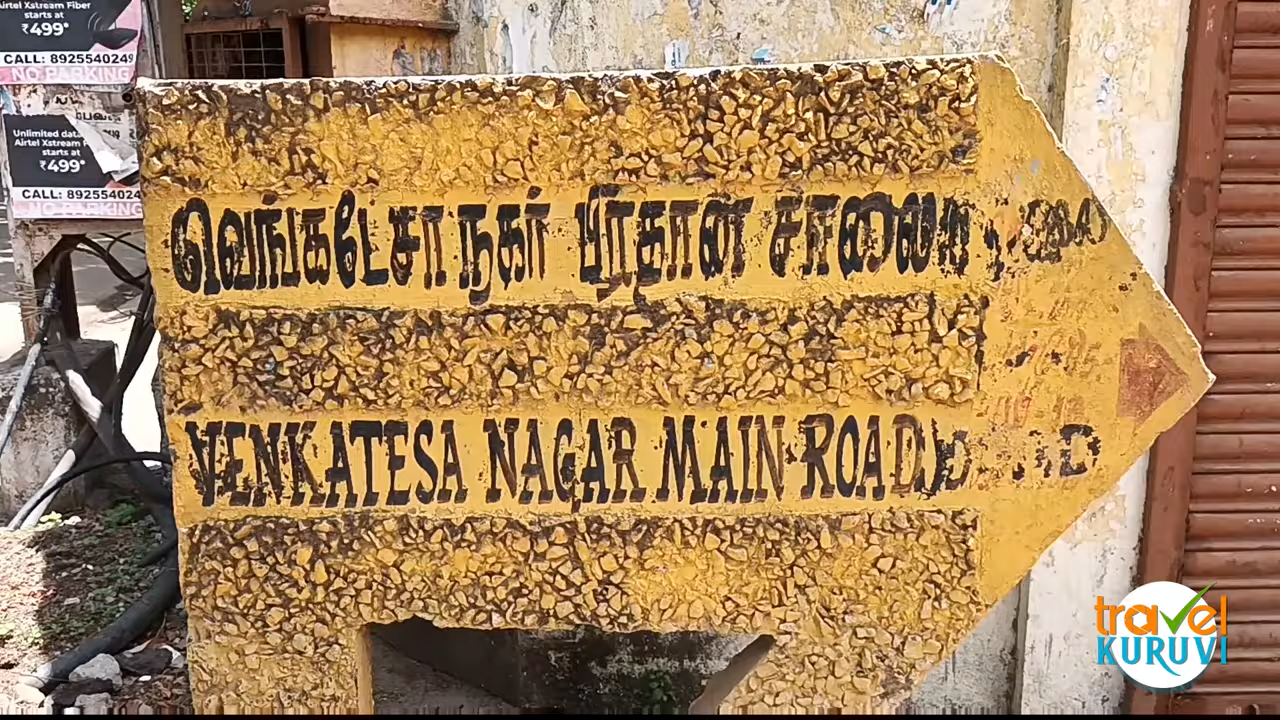 Airtel Xstream Fiber
starts at
₹499*
CALL: 8925540249
NO PARKING
Unlimited data
Airtel Xstream
starts at
₹499*
CALL: 892554024
NO PARKING
வெங்கடேசா நகர் பிரதான சாலை
VENKATESA NAGAR MAIN ROAD
travel
KURUVI